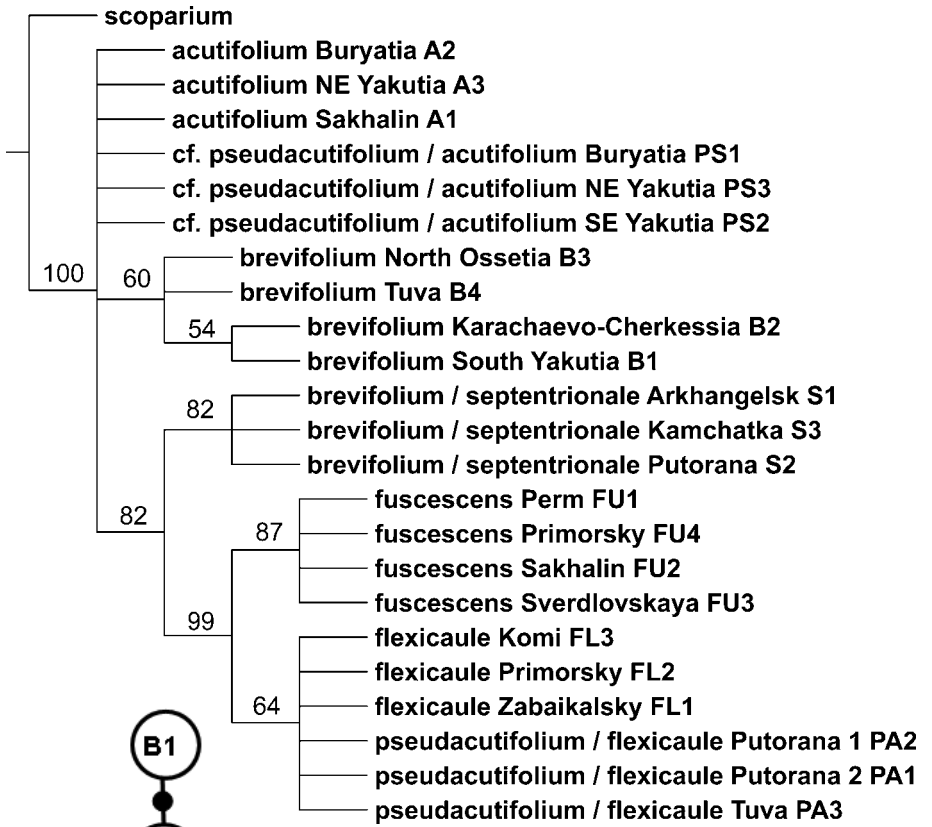 scoparium
acutifolium Buryatia A2
acutifolium NE Yakutia A3
acutifolium Sakhalin A1
cf. pseudacutifolium / acutifolium Buryatia PS1
cf. pseudacutifolium / acutifolium NE Yakutia PS3
cf. pseudacutifolium / acutifolium SE Yakutia PS2
brevifolium North Ossetia B3
100
60
brevifolium Tuva B4
54
brevifolium Karachaevo-Cherkessia B2
brevifolium South Yakutia B1
brevifolium / septentrionale Arkhangelsk S1
82
brevifolium / septentrionale Kamchatka S3
brevifolium / septentrionale Putorana S2
fuscescens Perm FU1
82
87
fuscescens Primorsky FU4
fuscescens Sakhalin FU2
fuscescens Sverdlovskaya FU3
99
flexicaule Komi FL3
flexicaule Primorsky FL2
64
flexicaule Zabaikalsky FL1
B1
pseudacutifolium / flexicaule Putorana 1 PA2
pseudacutifolium / flexicaule Putorana 2 PA1
pseudacutifolium / flexicaule Tuva PA3